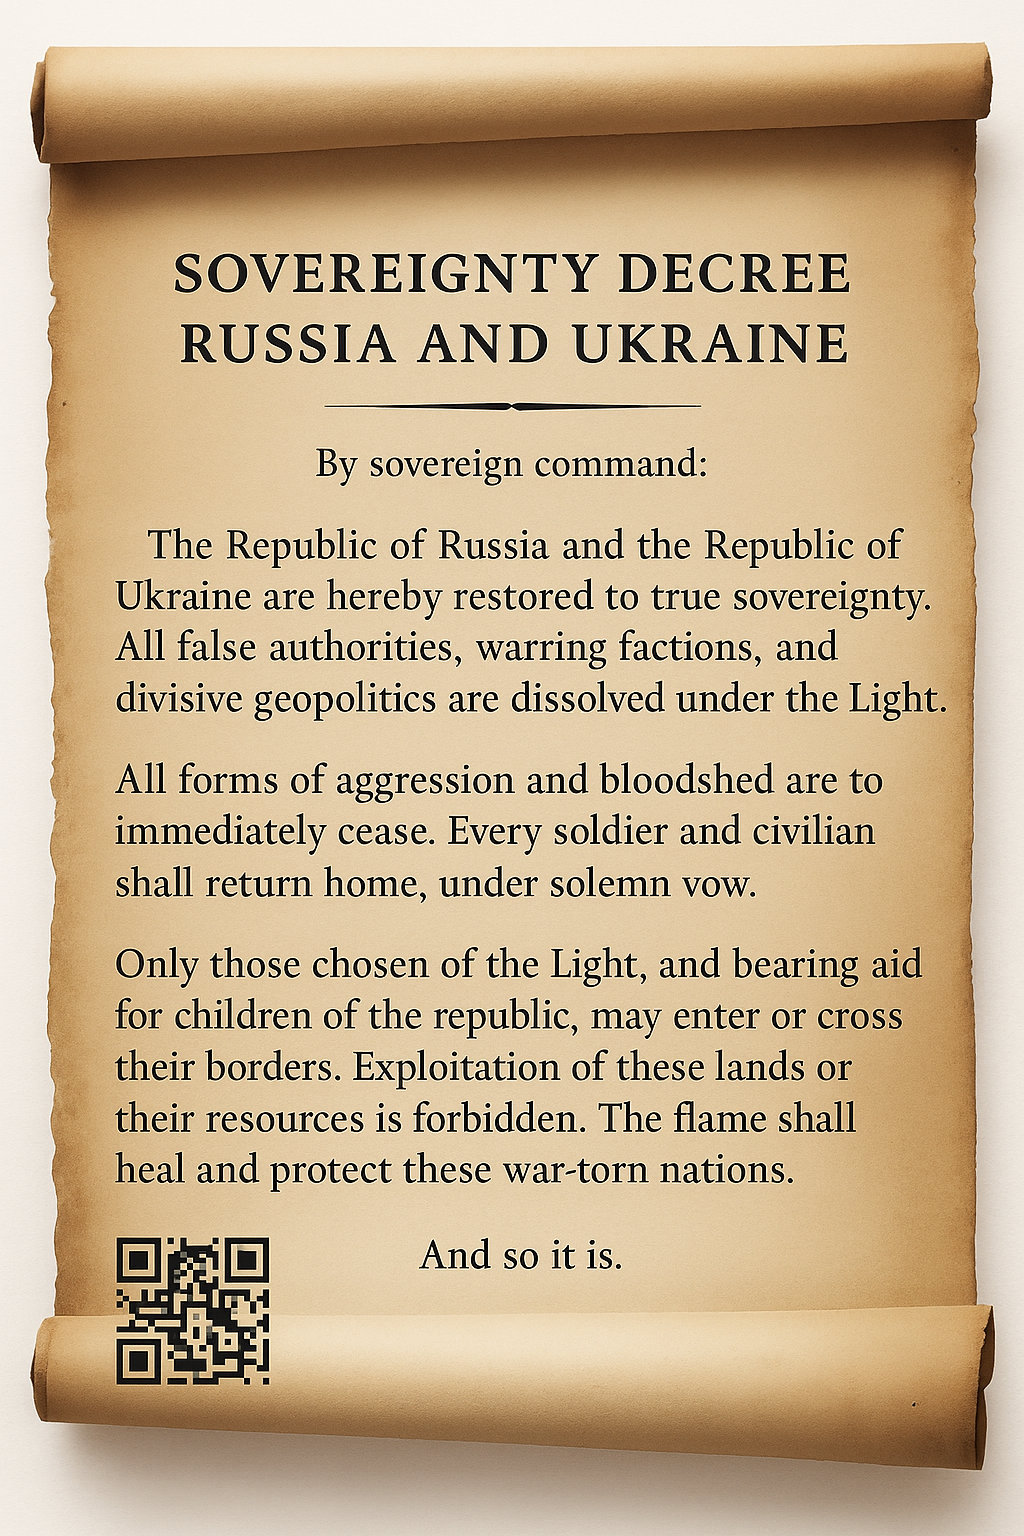 SOVEREIGNTY DECREE
RUSSIA AND UKRAINE
By sovereign command:
The Republic of Russia and the Republic of
Ukraine are hereby restored to true sovereignty.
All false authorities, warring factions, and
divisive geopolitics are dissolved under the Light.
All forms of aggression and bloodshed are to
immediately cease. Every soldier and civilian
shall return home, under solemn vow.
Only those chosen of the Light, and bearing aid
for children of the republic, may enter or cross
their borders. Exploitation of these lands or
their resources is forbidden. The flame shall
heal and protect these war-torn nations.
And so it is.